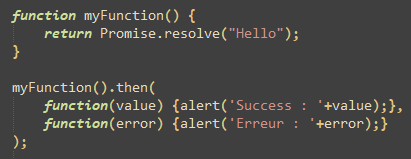 function myFunction() {
    return Promise.resolve("Hello");
}

myFunction().then(
    function(value) {alert('Success : '+value);},
    function(error) {alert('Erreur : '+error);}
);